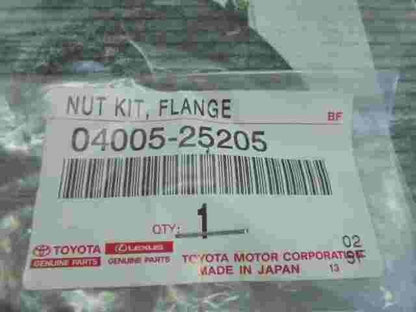 NUT KIT, FLANGE
BF
04005-25205
QTY: 1
TOYOTA LEXUS
GENUINE PARTS GENUINE PARTS
TOYOTA MOTOR CORPORATION
MADE IN JAPAN 13
02